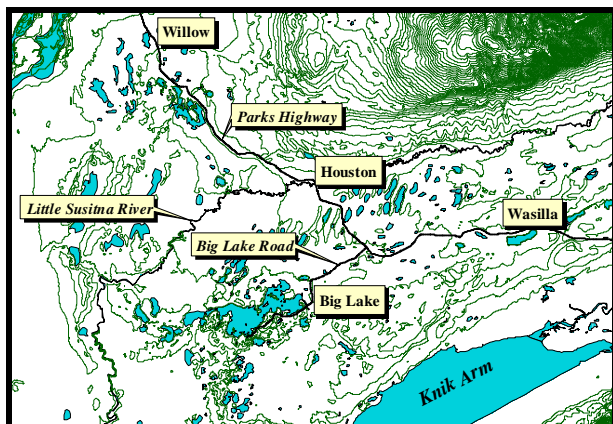 Willow
Parks Highway
Houston
Little Susitna River
Wasilla
Big Lake Road
Big Lake
Knik Arm